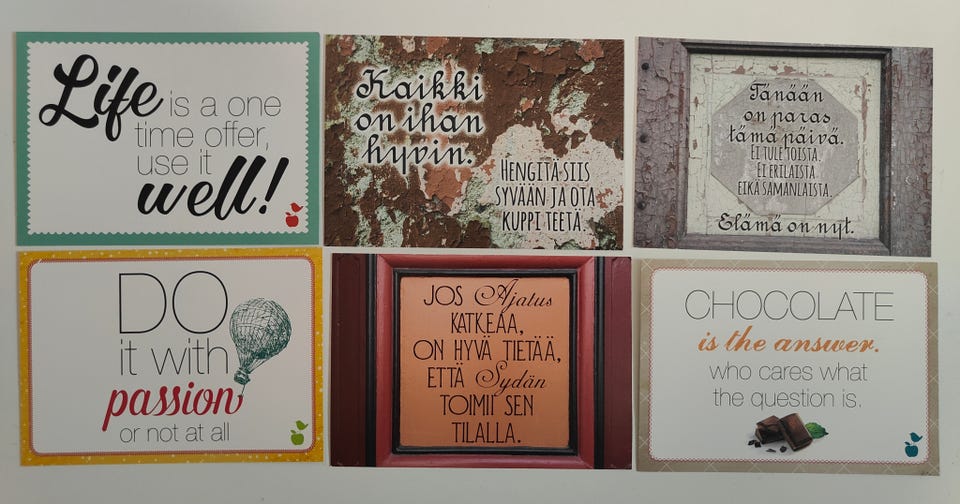 Life is a one
time offer,
use it
well!
Kaikki
on ihan
hyvin.
HENGITÄ SIIS
SYVÄÄN JA OTA
KUPPI TEETÄ.
Tänään
on paras
tämä päivä.
EI TULE TOISTA.
EI ERILAISTA
EIKÄ SAMANLAISTA.
Elämä on nyt.
DO
it with
passion
or not at all
JOS Ajatus
KATKEAA,
ON HYVÄ TIETÄÄ,
ETTÄ Sydän
TOIMII SEN
TILALLA.
CHOCOLATE
is the answer.
who cares what
the question is.